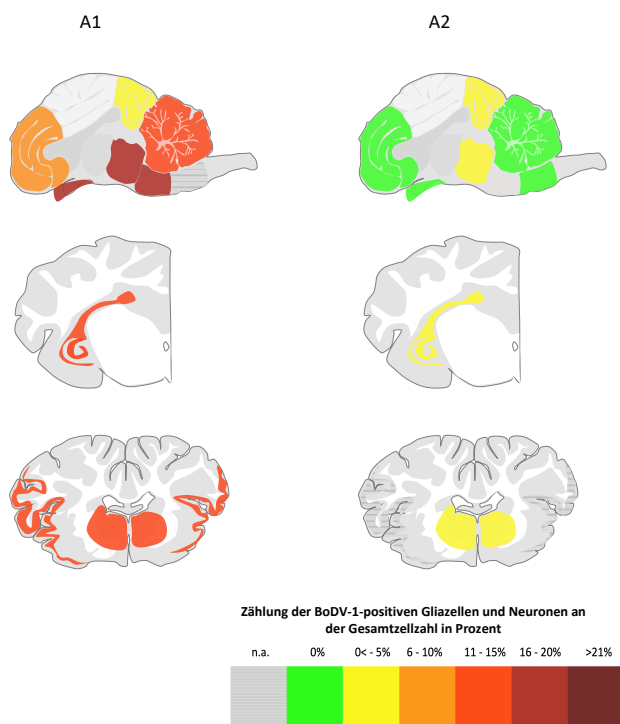 A1 A2
Zählung der BoDV-1-positiven Gliazellen und Neuronen an
der Gesamtzellzahl in Prozent
n.a. 0% 0< - 5% 6 - 10% 11 - 15% 16 - 20% >21%